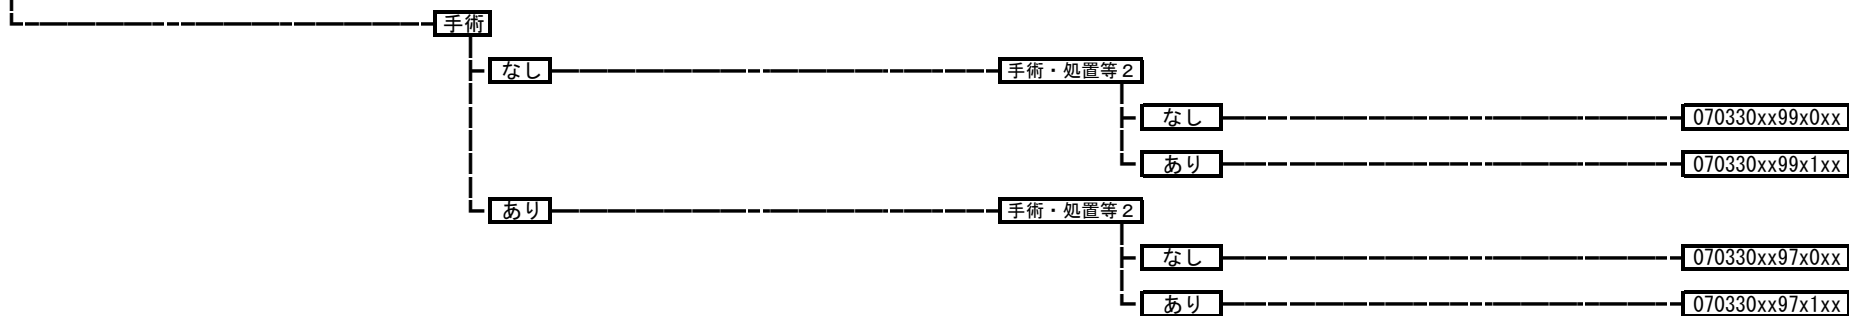 手術
なし 手術・処置等2
なし 070330xx99x0xx
あり 070330xx99x1xx
あり 手術・処置等2
なし 070330xx97x0xx
あり 070330xx97x1xx